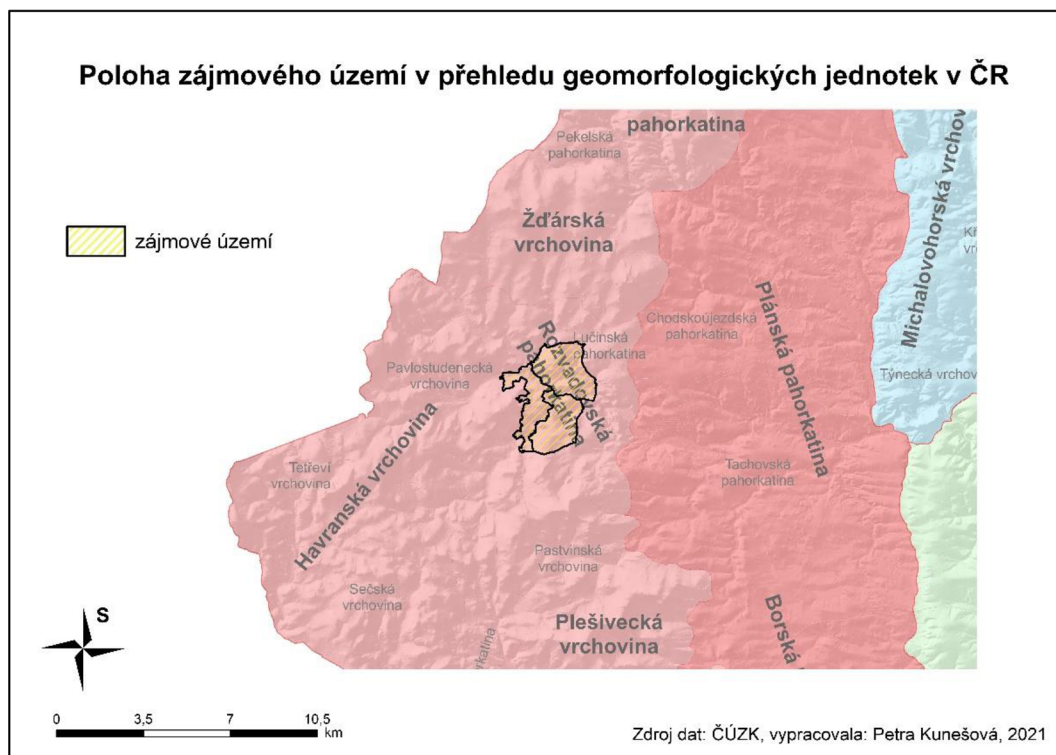 Poloha zájmového území v přehledu geomorfologických jednotek v ČR
pahorkatina
Pekelská
pahorkatina
Michalovohorská vrchov
Žďárská
vrchovina
zájmové území
Chodskoújezdská
pahorkatina
Plánská pahorkatina
Lučinská
pahorkatina
Rozvadovská
pahorkatina
Pavlostudenecká
vrchovina
Týnecká vrchov
Havranská vrchovina
Tetřeví
vrchovina
Tachovská
pahorkatina
Pastvinská
vrchovina
Sečská
vrchovina
Plešivecká
vrchovina
Borská
S
0 3,5 7 10,5
km
Zdroj dat: ČÚZK, vypracovala: Petra Kunešová, 2021